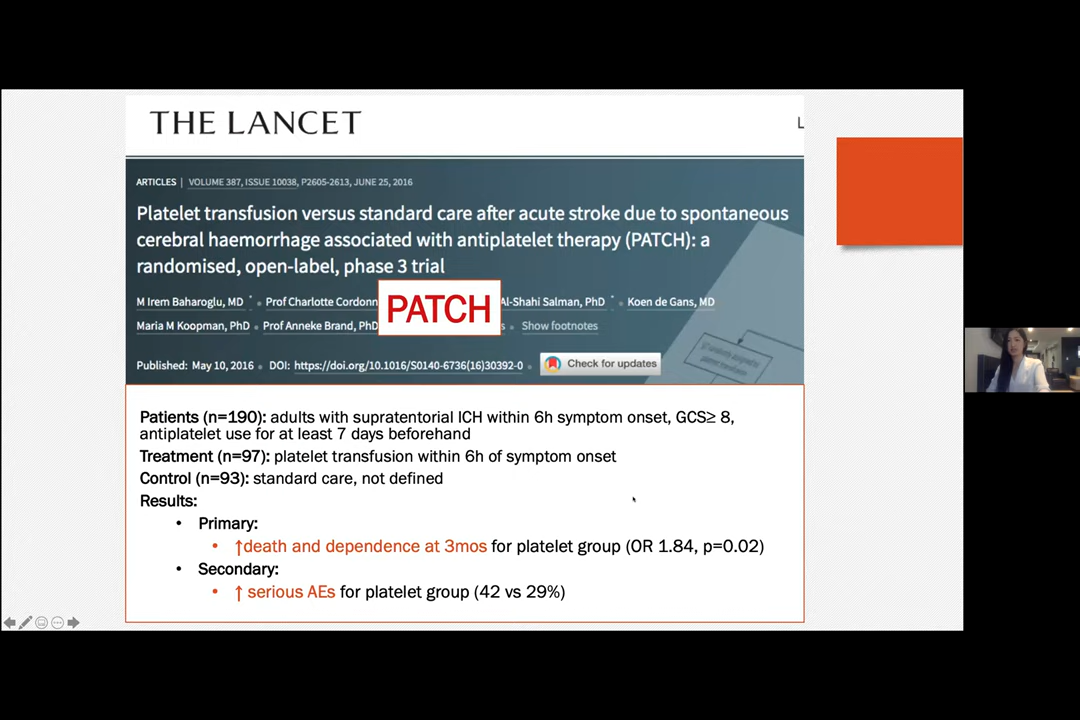 THE LANCET
L
ARTICLES | VOLUME 387, ISSUE 10038, P2605-2613, JUNE 25, 2016
Platelet transfusion versus standard care after acute stroke due to spontaneous
cerebral haemorrhage associated with antiplatelet therapy (PATCH): a
randomised, open-label, phase 3 trial
M Irem Baharoglu, MD * • Prof Charlotte Cordonn Al-Shahi Salman, PhD * • Koen de Gans, MD
PATCH
Maria M Koopman, PhD • Prof Anneke Brand, PhD s • Show footnotes
Published: May 10, 2016 • DOI: https://doi.org/10.1016/S0140-6736(16)30392-0 • Check for updates
Patients (n=190): adults with supratentorial ICH within 6h symptom onset, GCS≥ 8,
antiplatelet use for at least 7 days beforehand
Treatment (n=97): platelet transfusion within 6h of symptom onset
Control (n=93): standard care, not defined
Results:
• Primary:
• ↑death and dependence at 3mos for platelet group (OR 1.84, p=0.02)
• Secondary:
• ↑ serious AEs for platelet group (42 vs 29%)